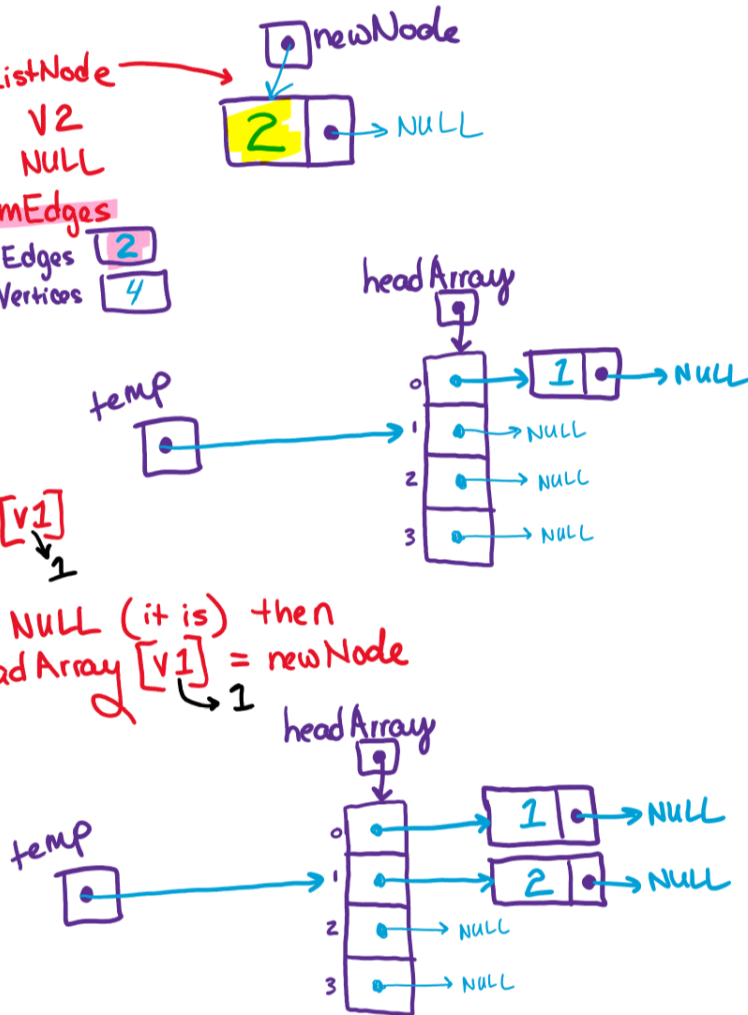 newNode
istNode
V2
NULL
2
NULL
mEdges
Edges 2
Vertices 4
headArray
0 1 NULL
temp
1 NULL
2 NULL
3 NULL
[v1]
1
NULL (it is) then
adArray [v1] = newNode
1
headArray
0 1 NULL
temp
1 2 NULL
2 NULL
3 NULL